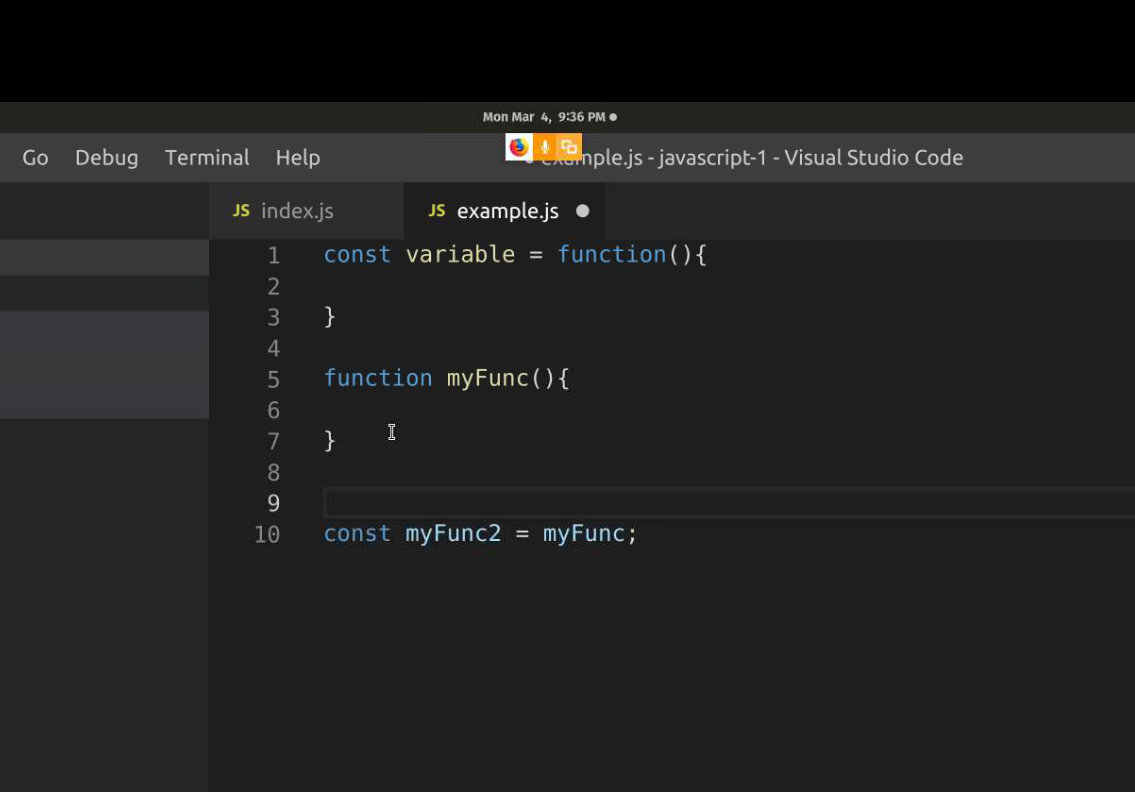 Mon Mar 4, 9:36 PM
Go Debug Terminal Help
example.js - javascript-1 - Visual Studio Code
JS index.js JS example.js
1 const variable = function(){
2
3 }
4
5 function myFunc(){
6
7 }
8
9
10 const myFunc2 = myFunc;